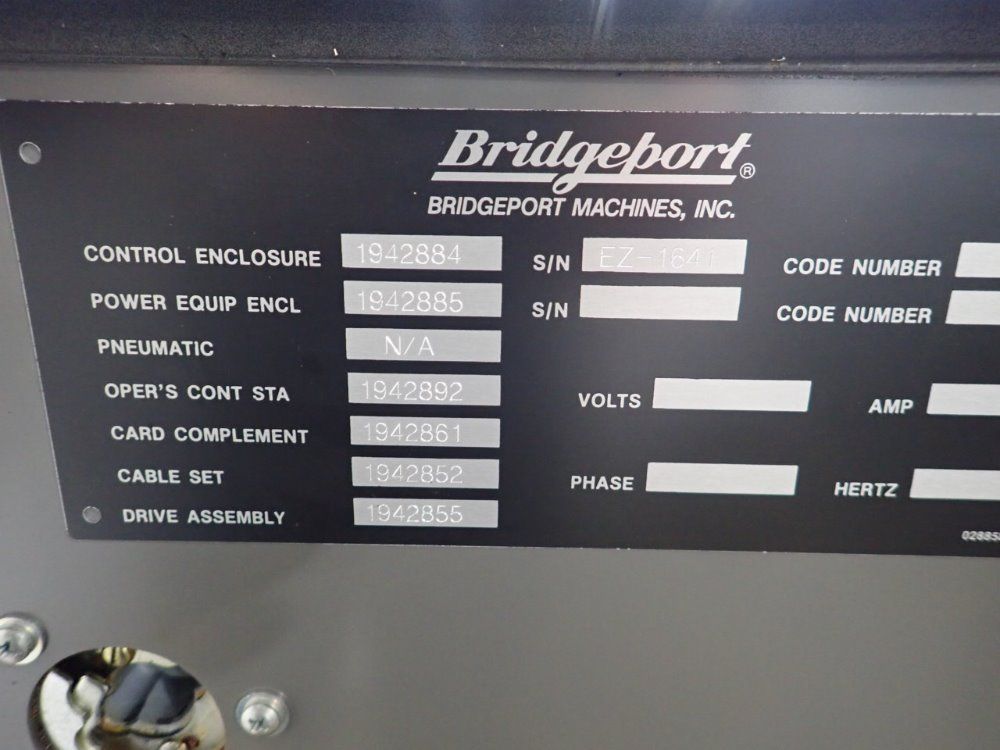 Bridgeport®
BRIDGEPORT MACHINES, INC.
CONTROL ENCLOSURE 1942884 S/N EZ-1641 CODE NUMBER
POWER EQUIP ENCL 1942885 S/N CODE NUMBER
PNEUMATIC N/A
OPER'S CONT STA 1942892 VOLTS AMP
CARD COMPLEMENT 1942861
CABLE SET 1942852 PHASE HERTZ
DRIVE ASSEMBLY 1942855